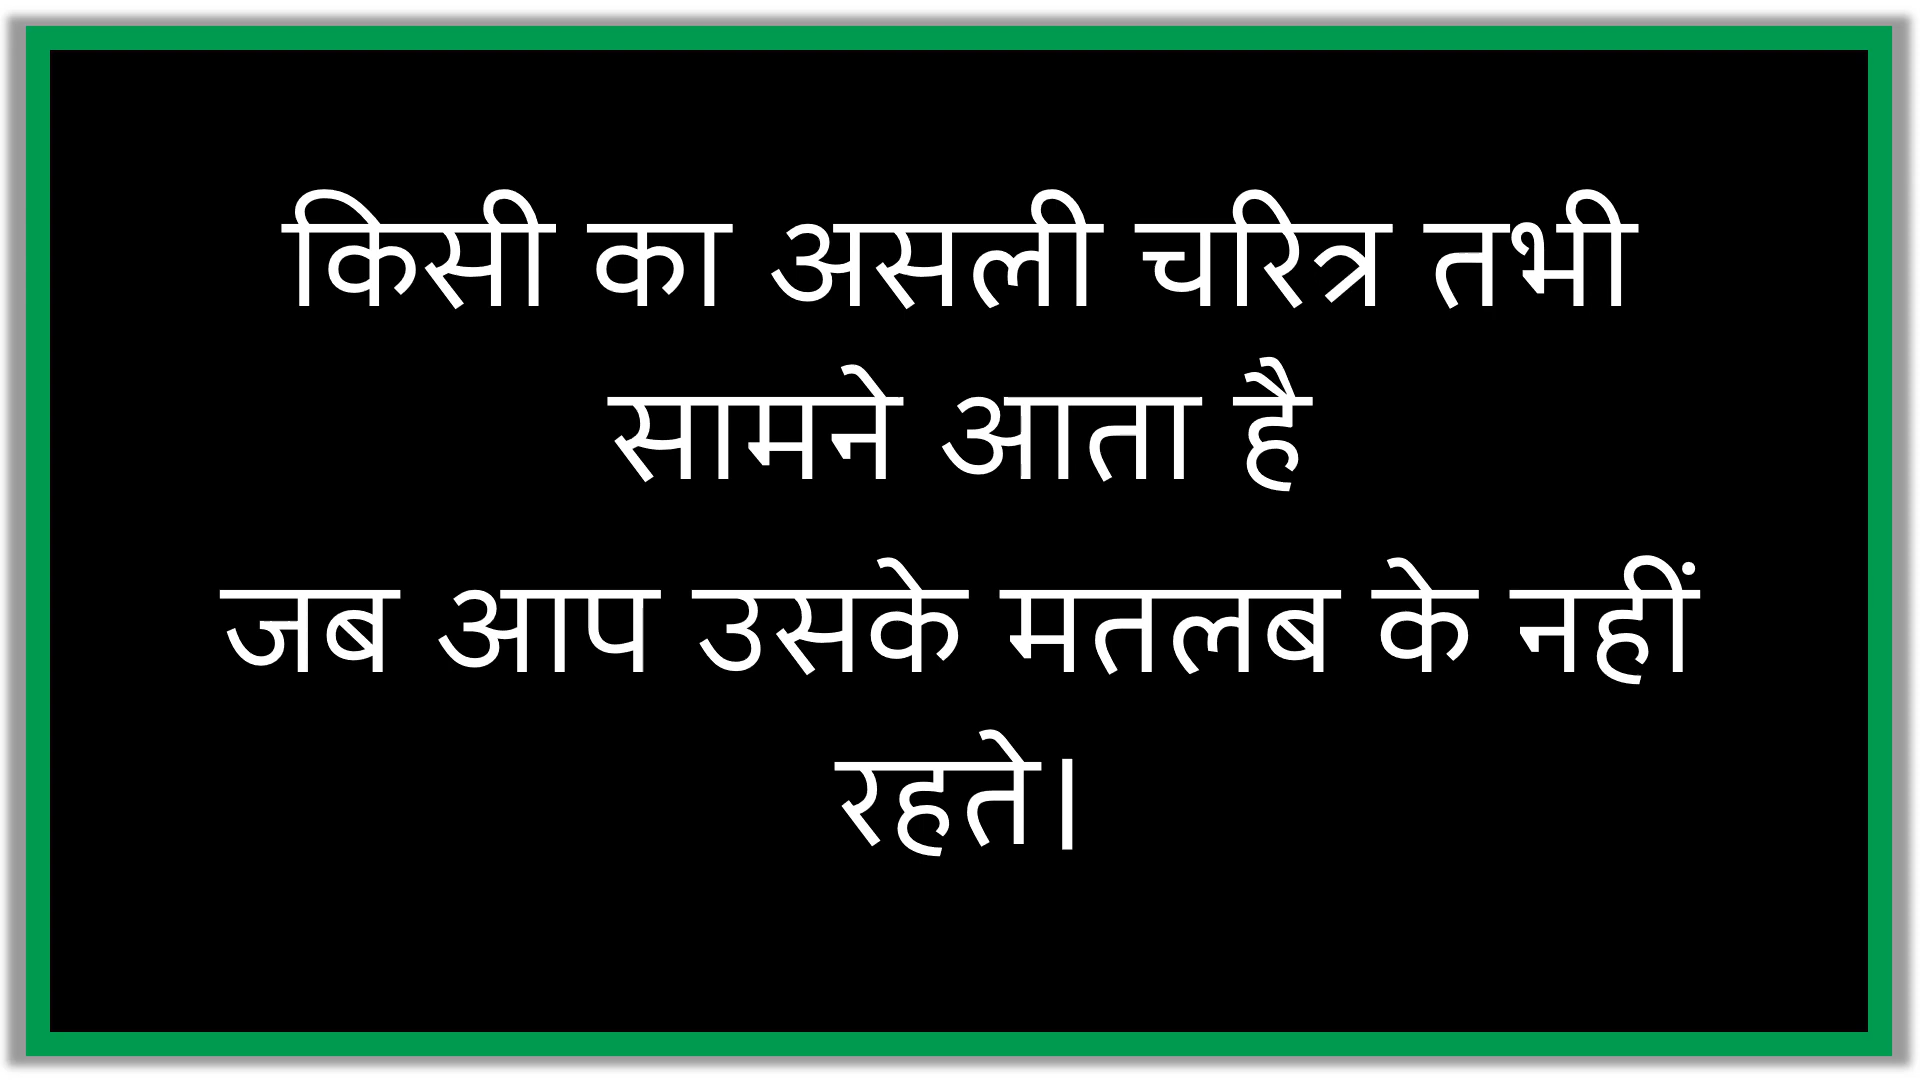 किसी का असली चरित्र तभी
सामने आता है
जब आप उसके मतलब के नहीं
रहते।